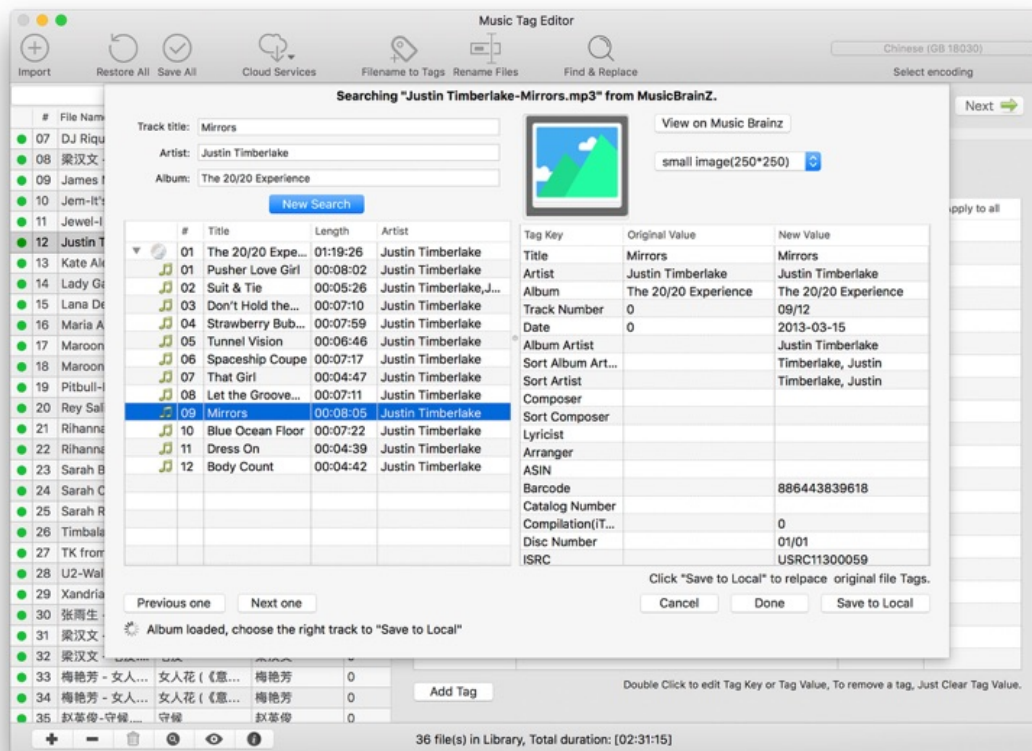 Music Tag Editor
Import
Restore All
Save All
Cloud Services
Filename to Tags
Rename Files
Find & Replace
Chinese (GB 18030)
Select encoding
Searching "Justin Timberlake-Mirrors.mp3" from MusicBrainZ.
Next
Track title: Mirrors
Artist: Justin Timberlake
Album: The 20/20 Experience
New Search
View on Music Brainz
small image(250*250)
# File Nam
07 DJ Riqu
08 梁汉文 -
09 James
10 Jem-It's
11 Jewel-I
12 Justin T
13 Kate Ale
14 Lady Ga
15 Lana De
16 Maria A
17 Maroon
18 Maroon
19 Pitbull-
20 Rey Sal
21 Rihanna
22 Rihanna
23 Sarah B
24 Sarah C
25 Sarah R
26 Timbala
27 TK from
28 U2-Wal
29 Xandria
30 张雨生 -
31 梁汉文 -
32 梁汉文
33 梅艳芳 - 女人... 女人花 (《意... 梅艳芳 0
34 梅艳芳 - 女人... 女人花 (《意... 梅艳芳 0
35 赵英俊-守候.... 守候 赵英俊 0
# Title Length Artist
01 The 20/20 Expe... 01:19:26 Justin Timberlake
01 Pusher Love Girl 00:08:02 Justin Timberlake
02 Suit & Tie 00:05:26 Justin Timberlake,J...
03 Don't Hold the... 00:07:10 Justin Timberlake
04 Strawberry Bub... 00:07:59 Justin Timberlake
05 Tunnel Vision 00:06:46 Justin Timberlake
06 Spaceship Coupe 00:07:17 Justin Timberlake
07 That Girl 00:04:47 Justin Timberlake
08 Let the Groove... 00:07:11 Justin Timberlake
09 Mirrors 00:08:05 Justin Timberlake
10 Blue Ocean Floor 00:07:22 Justin Timberlake
11 Dress On 00:04:39 Justin Timberlake
12 Body Count 00:04:42 Justin Timberlake
Tag Key Original Value New Value
Title Mirrors Mirrors
Artist Justin Timberlake Justin Timberlake
Album The 20/20 Experience The 20/20 Experience
Track Number 0 09/12
Date 0 2013-03-15
Album Artist Justin Timberlake
Sort Album Art... Timberlake, Justin
Sort Artist Timberlake, Justin
Composer
Sort Composer
Lyricist
Arranger
ASIN
Barcode 886443839618
Catalog Number
Compilation(iT... 0
Disc Number 01/01
ISRC USRC11300059
pply to all
Click "Save to Local" to relpace original file Tags.
Previous one
Next one
Cancel
Done
Save to Local
Album loaded, choose the right track to "Save to Local"
Add Tag
Double Click to edit Tag Key or Tag Value, To remove a tag, Just Clear Tag Value.
36 file(s) in Library, Total duration: [02:31:15]